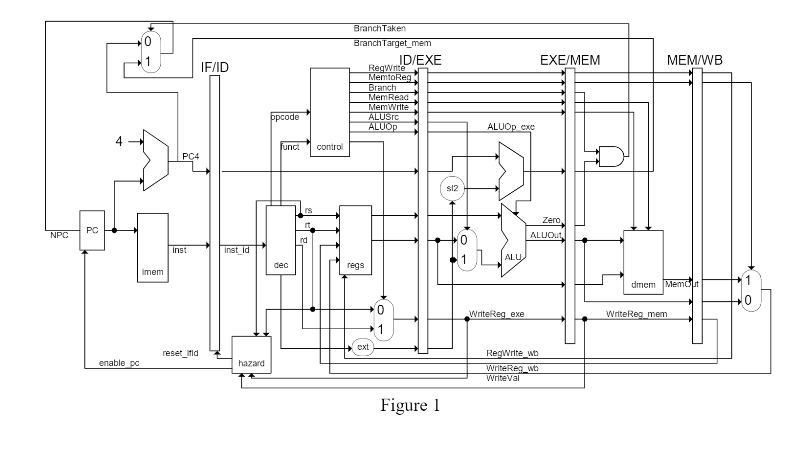 BranchTaken
BranchTarget_mem
0
1
IF/ID
ID/EXE
EXE/MEM
MEM/WB
RegWrite
MemtoReg
Branch
MemRead
MemWrite
ALUSrc
ALUOp
ALUOp_exe
opcode
funct
control
4
PC4
sl2
rs
rt
rd
Zero
ALUOut
NPC
PC
inst
inst_id
imem
dec
regs
0
1
ALU
dmem
MemOut
1
0
0
1
WriteReg_exe
WriteReg_mem
ext
reset_ifid
hazard
enable_pc
RegWrite_wb
WriteReg_wb
WriteVal
Figure 1